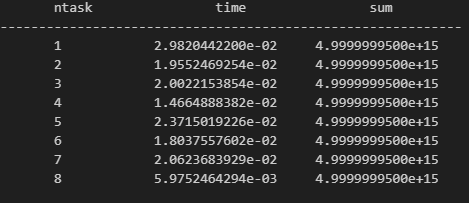 ntask time sum
--------------------------------------------------------
1 2.9820442200e-02 4.9999999500e+15
2 1.9552469254e-02 4.9999999500e+15
3 2.0022153854e-02 4.9999999500e+15
4 1.4664888382e-02 4.9999999500e+15
5 2.3715019226e-02 4.9999999500e+15
6 1.8037557602e-02 4.9999999500e+15
7 2.0623683929e-02 4.9999999500e+15
8 5.9752464294e-03 4.9999999500e+15